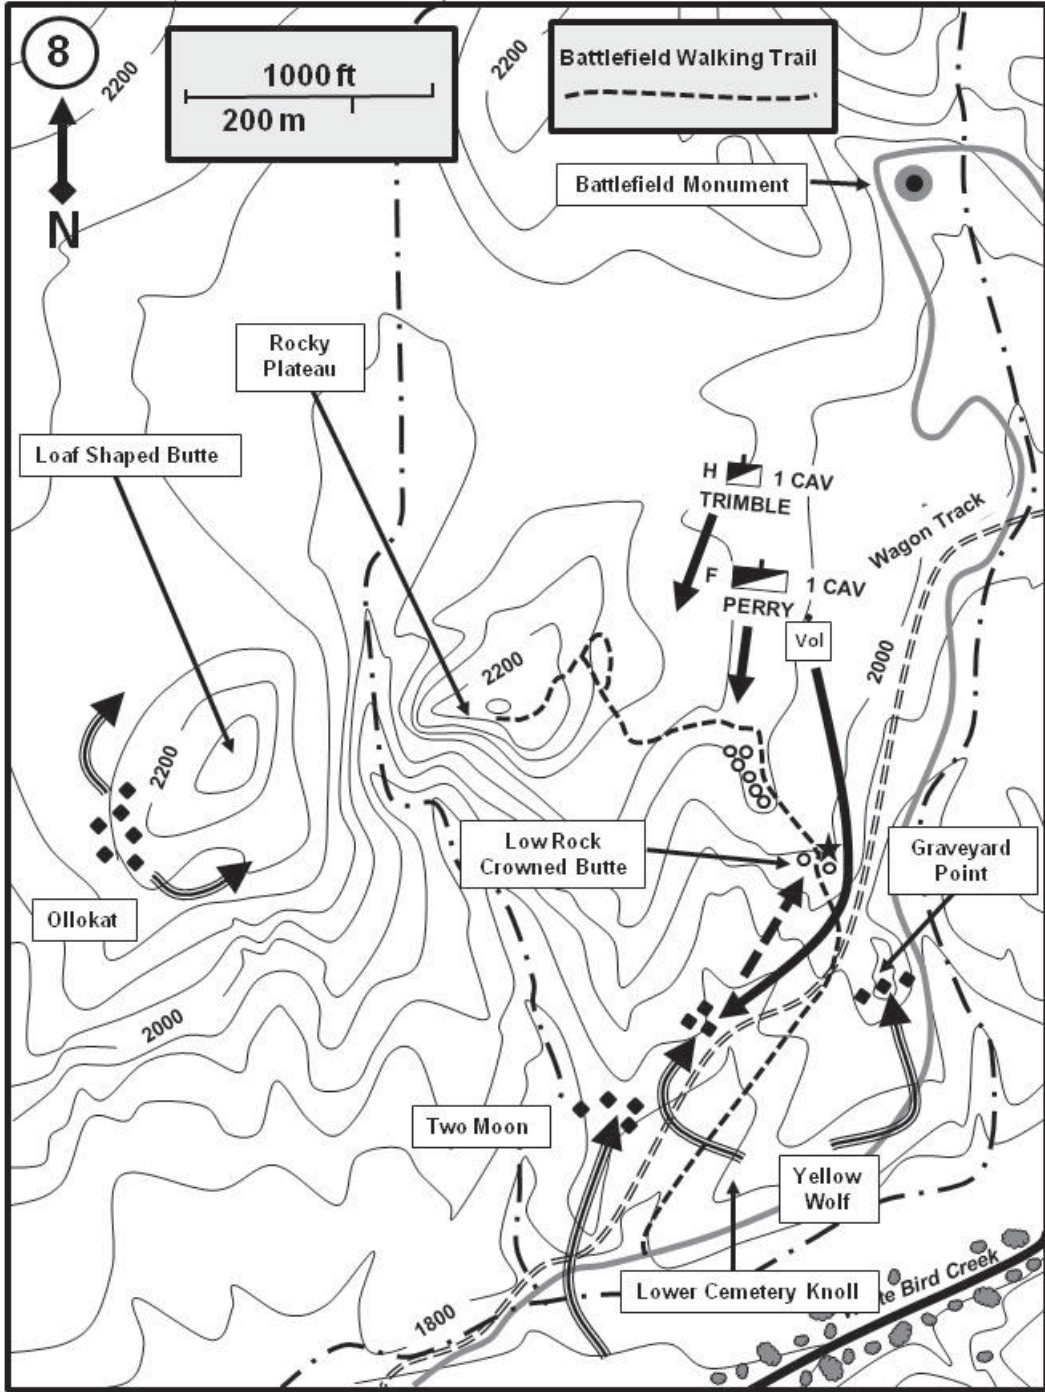 8
N
2200
1000 ft
200 m
2200
Battlefield Walking Trail
Battlefield Monument
Rocky
Plateau
Loaf Shaped Butte
H 1 CAV
TRIMBLE
Wagon Track
F 1 CAV
PERRY
Vol
2000
2200
2200
Low Rock
Crowned Butte
Graveyard
Point
Ollokat
2000
Two Moon
Yellow
Wolf
Lower Cemetery Knoll
Bird Creek
1800